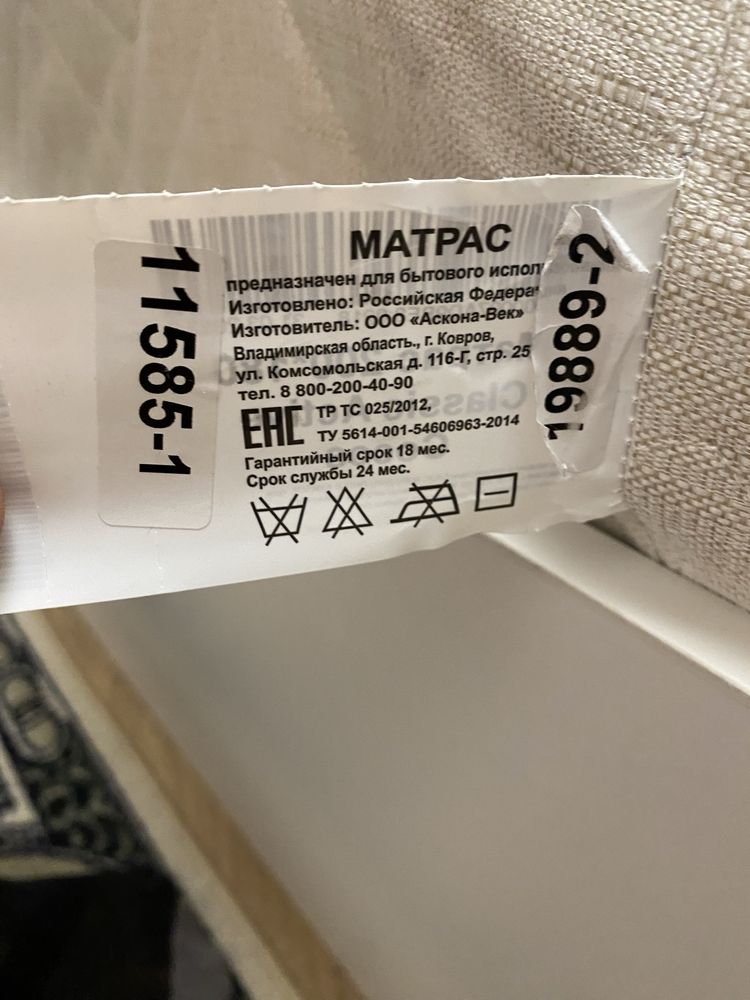 МАТРАС
предназначен для бытового
Изготовлено: Российская
Изготовитель: ООО «Аскона-Век»
Владимирская область., г. Ковров,
ул. Комсомольская д. 116-Г, стр. 25
тел. 8 800-200-40-90
ЕАС ТР ТС 025/2012,
ТУ 5614-001-54606963-2014
Гарантийный срок 18 мес.
Срок службы 24 мес.
11585-1
19889-2